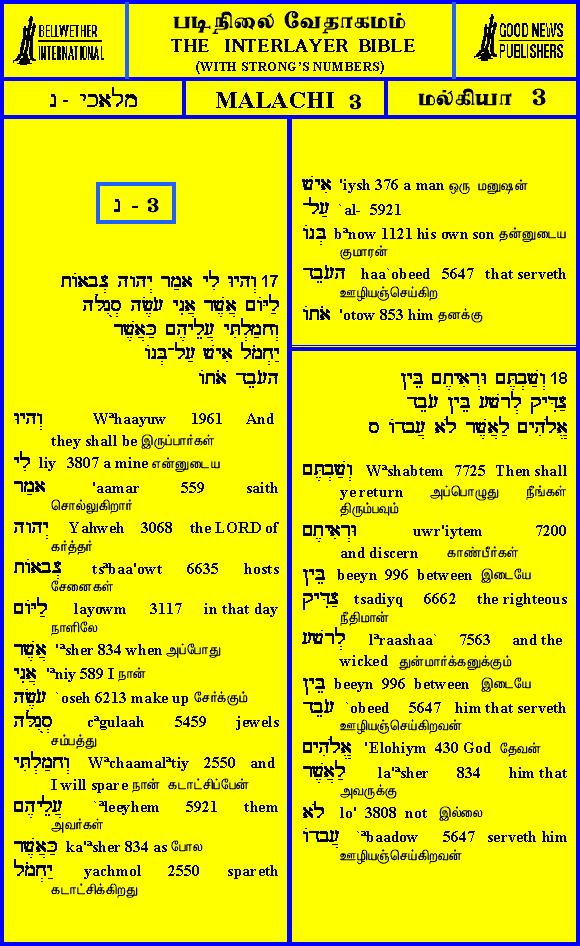 BELLWETHER
INTERNATIONAL
படிநிலை வேதாகமம்
THE INTERLAYER BIBLE
(WITH STRONG'S NUMBERS)
GOOD NEWS
PUBLISHERS
מלאכי - נ
MALACHI 3
மல்கியா 3
3 - נ
17 וְהָיוּ לִי אָמַר יְהוָה צְבָאוֹת
לַיּוֹם אֲשֶׁר אֲנִי עֹשֶׂה סְגֻלָּה
וְחָמַלְתִּי עֲלֵיהֶם כַּאֲשֶׁר
יַחְמֹל אִישׁ עַל־בְּנוֹ
הָעֹבֵד אֹתוֹ
וְהָיוּ Wᵃhaayuw 1961 And
they shall be இருப்பார்கள்
לִי liy 3807 a mine என்னுடைய
אָמַר 'aamar 559 saith
சொல்லுகிறார்
יְהוָה Yahweh 3068 the LORD of
கர்த்தர்
צְבָאוֹת tsᵃbaa'owt 6635 hosts
சேனைகள்
לַיּוֹם layowm 3117 in that day
நாளிலே
אֲשֶׁר 'ᵃsher 834 when அப்போது
אֲנִי 'ᵃniy 589 I நான்
עֹשֶׂה `oseh 6213 make up சேர்க்கும்
סְגֻלָּה cᵃgulaah 5459 jewels
சம்பத்து
וְחָמַלְתִּי Wᵃchaamalᵃtiy 2550 and
I will spare நான் கடாட்சிப்பேன்
עֲלֵיהֶם `ᵃleeyhem 5921 them
அவர்கள்
כַּאֲשֶׁר ka'ᵃsher 834 as போல
יַחְמֹל yachmol 2550 spareth
கடாட்சிக்கிறது
אִישׁ 'iysh 376 a man ஒரு மனுஷன்
עַל־ `al- 5921
בְּנוֹ bᵃnow 1121 his own son தன்னுடைய
குமாரன்
הָעֹבֵד haa`obeed 5647 that serveth
ஊழியஞ்செய்கிற
אֹתוֹ 'otow 853 him தனக்கு
18 וְשַׁבְתֶּם וּרְאִיתֶם בֵּין
צַדִּיק לְרָשָׁע בֵּין עֹבֵד
אֱלֹהִים לַאֲשֶׁר לֹא עֲבָדוֹ ס
וְשַׁבְתֶּם Wᵃshabtem 7725 Then shall
ye return அப்பொழுது நீங்கள்
திரும்பவும்
וּרְאִיתֶם uwr'iytem 7200
and discern காண்பீர்கள்
בֵּין beeyn 996 between இடையே
צַדִּיק tsadiyq 6662 the righteous
நீதிமான்
לְרָשָׁע lᵃraashaa` 7563 and the
wicked துன்மார்க்கனுக்கும்
בֵּין beeyn 996 between இடையே
עֹבֵד `obeed 5647 him that serveth
ஊழியஞ்செய்கிறவன்
אֱלֹהִים 'Elohiym 430 God தேவன்
לַאֲשֶׁר la'ᵃsher 834 him that
அவருக்கு
לֹא lo' 3808 not இல்லை
עֲבָדוֹ `ᵃbaadow 5647 serveth him
ஊழியஞ்செய்கிறவன்